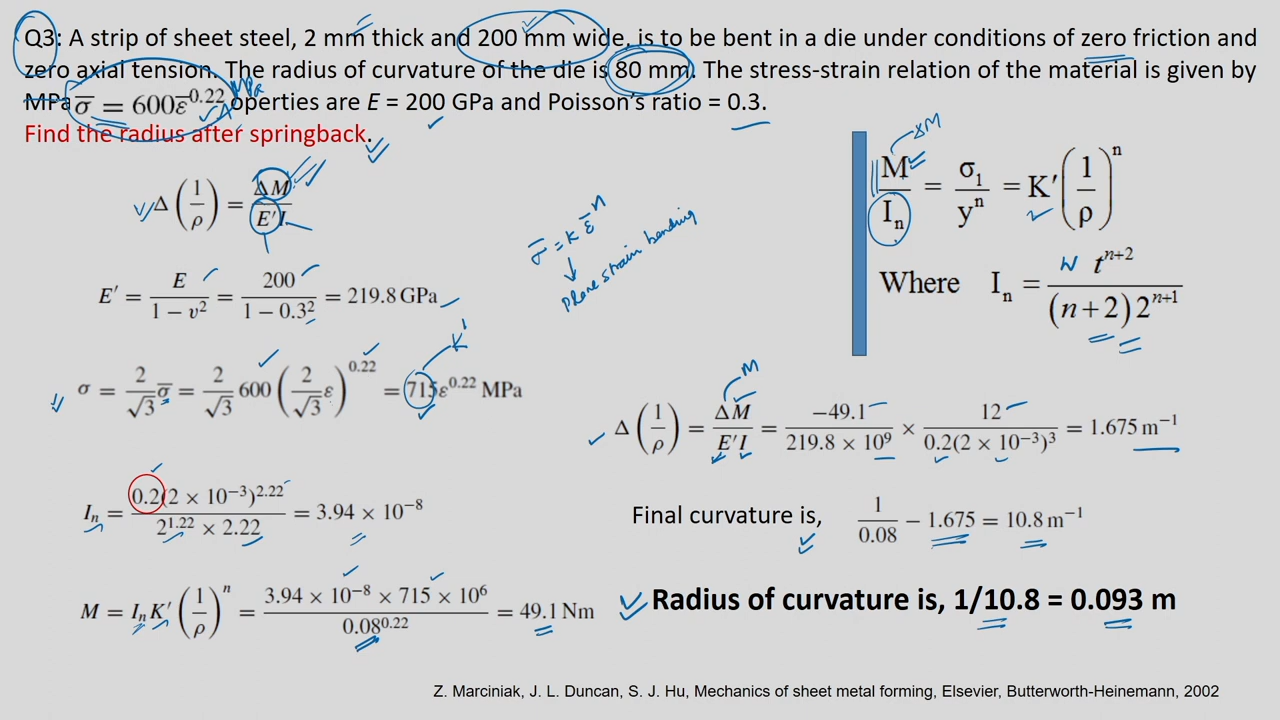 Q3: A strip of sheet steel, 2 mm thick and 200 mm wide, is to be bent in a die under conditions of zero friction and
zero axial tension. The radius of curvature of the die is 80 mm. The stress-strain relation of the material is given by
MPa σ̄ = 600ε̄^0.22 MPa operties are E = 200 GPa and Poisson's ratio = 0.3.
Find the radius after springback.
Δ(1/ρ) = ΔM/E'I
E' = E/(1 − υ²) = 200/(1 − 0.3²) = 219.8 GPa
K'
σ = 2/√3 σ̄ = 2/√3 600 (2/√3 ε)^0.22 = 715ε^0.22 MPa
I_n = 0.2(2 × 10⁻³)^2.22 / (2^1.22 × 2.22) = 3.94 × 10⁻⁸
M = I_n K' (1/ρ)^n = (3.94 × 10⁻⁸ × 715 × 10⁶)/0.08^0.22 = 49.1 Nm
σ̄ = K ε̄^n
plane strain bending
ΔM
M/I_n = σ₁/y^n = K'(1/ρ)^n
Where I_n = w t^(n+2) / ((n+2) 2^(n+1))
M
Δ(1/ρ) = ΔM/E'I = −49.1/(219.8 × 10⁹) × 12/(0.2(2 × 10⁻³)³) = 1.675 m⁻¹
Final curvature is, 1/0.08 − 1.675 = 10.8 m⁻¹
Radius of curvature is, 1/10.8 = 0.093 m
Z. Marciniak, J. L. Duncan, S. J. Hu, Mechanics of sheet metal forming, Elsevier, Butterworth-Heinemann, 2002